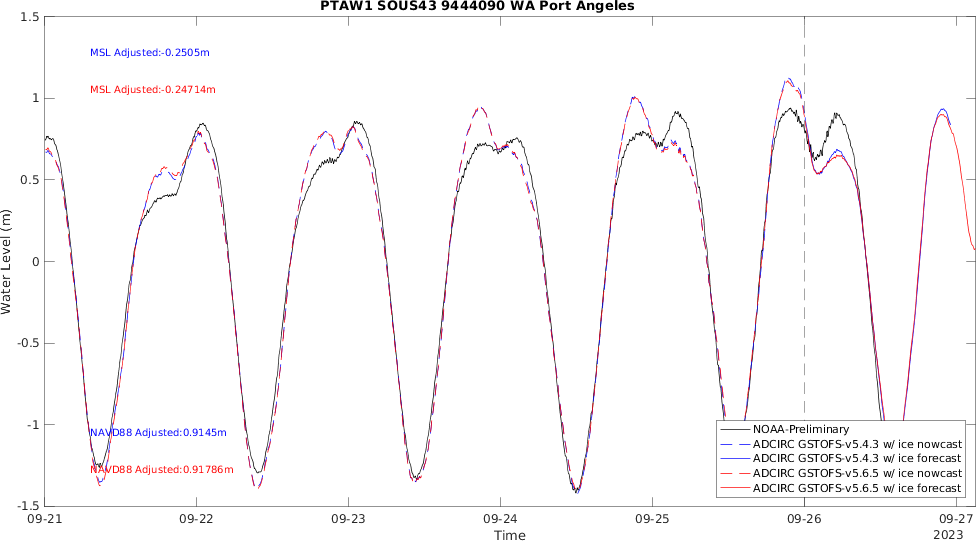 PTAW1 SOUS43 9444090 WA Port Angeles
1.5
MSL Adjusted:-0.2505m
MSL Adjusted:-0.24714m
1
0.5
0
-0.5
-1
-1.5
Water Level (m)
NAVD88 Adjusted:0.9145m
NAVD88 Adjusted:0.91786m
NOAA-Preliminary
ADCIRC GSTOFS-v5.4.3 w/ ice nowcast
ADCIRC GSTOFS-v5.4.3 w/ ice forecast
ADCIRC GSTOFS-v5.6.5 w/ ice nowcast
ADCIRC GSTOFS-v5.6.5 w/ ice forecast
09-21 09-22 09-23 09-24 09-25 09-26 09-27
Time
2023